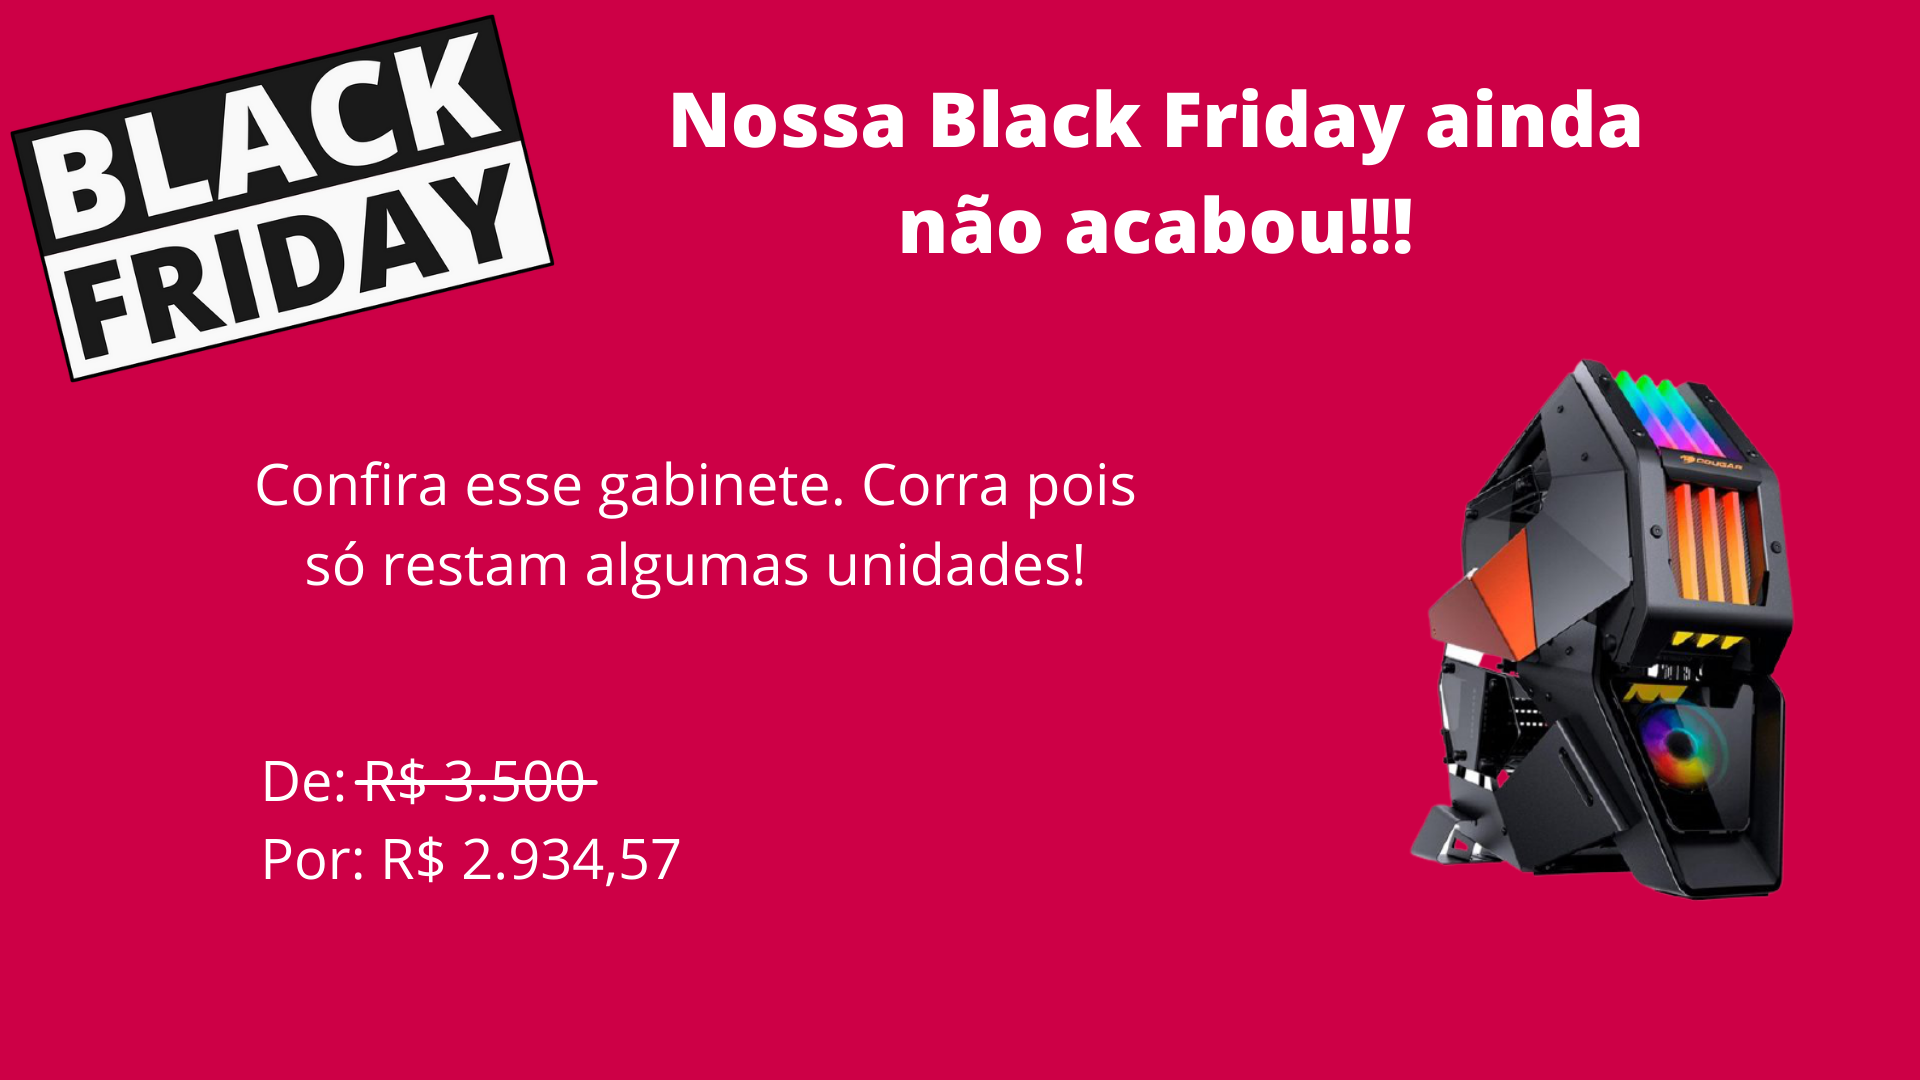 BLACK
FRIDAY
Nossa Black Friday ainda
não acabou!!!
Confira esse gabinete. Corra pois
só restam algumas unidades!
COUGAR
De: R$ 3.500
Por: R$ 2.934,57